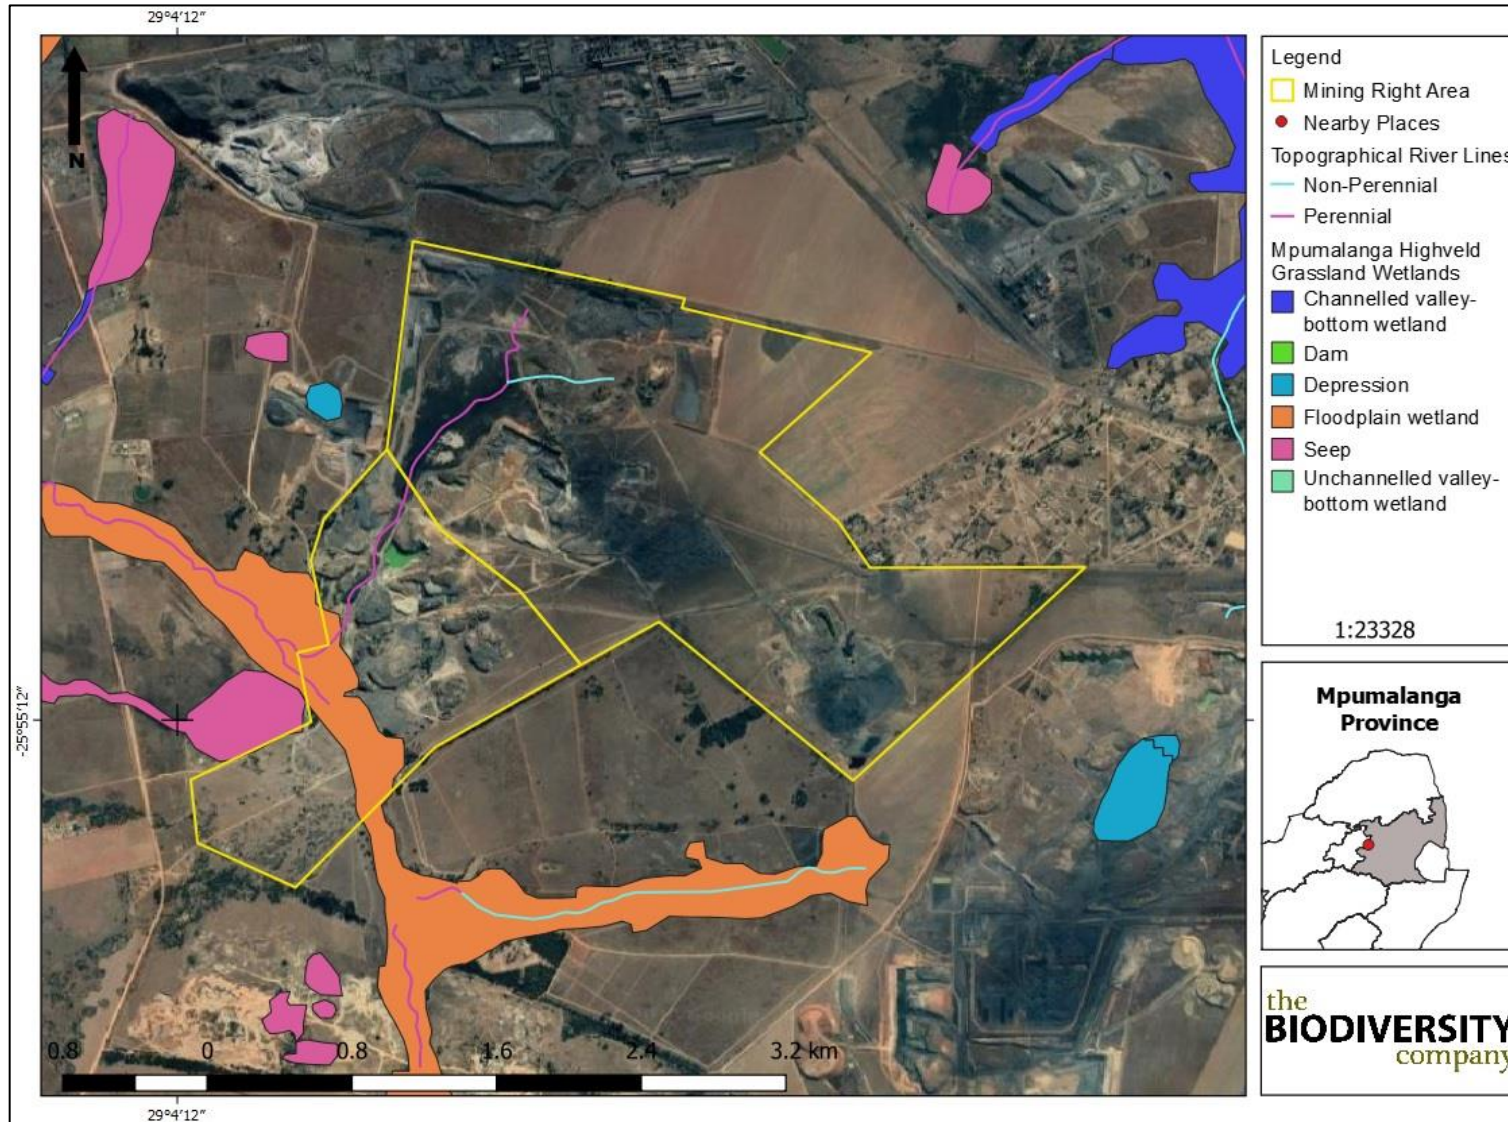 29°4'12"
N
-25°55'12"
0.8 0 0.8 1.6 2.4 3.2 km
29°4'12"
Legend
Mining Right Area
Nearby Places
Topographical River Lines
Non-Perennial
Perennial
Mpumalanga Highveld
Grassland Wetlands
Channelled valley-
bottom wetland
Dam
Depression
Floodplain wetland
Seep
Unchannelled valley-
bottom wetland
1:23328
Mpumalanga
Province
the
BIODIVERSITY
company